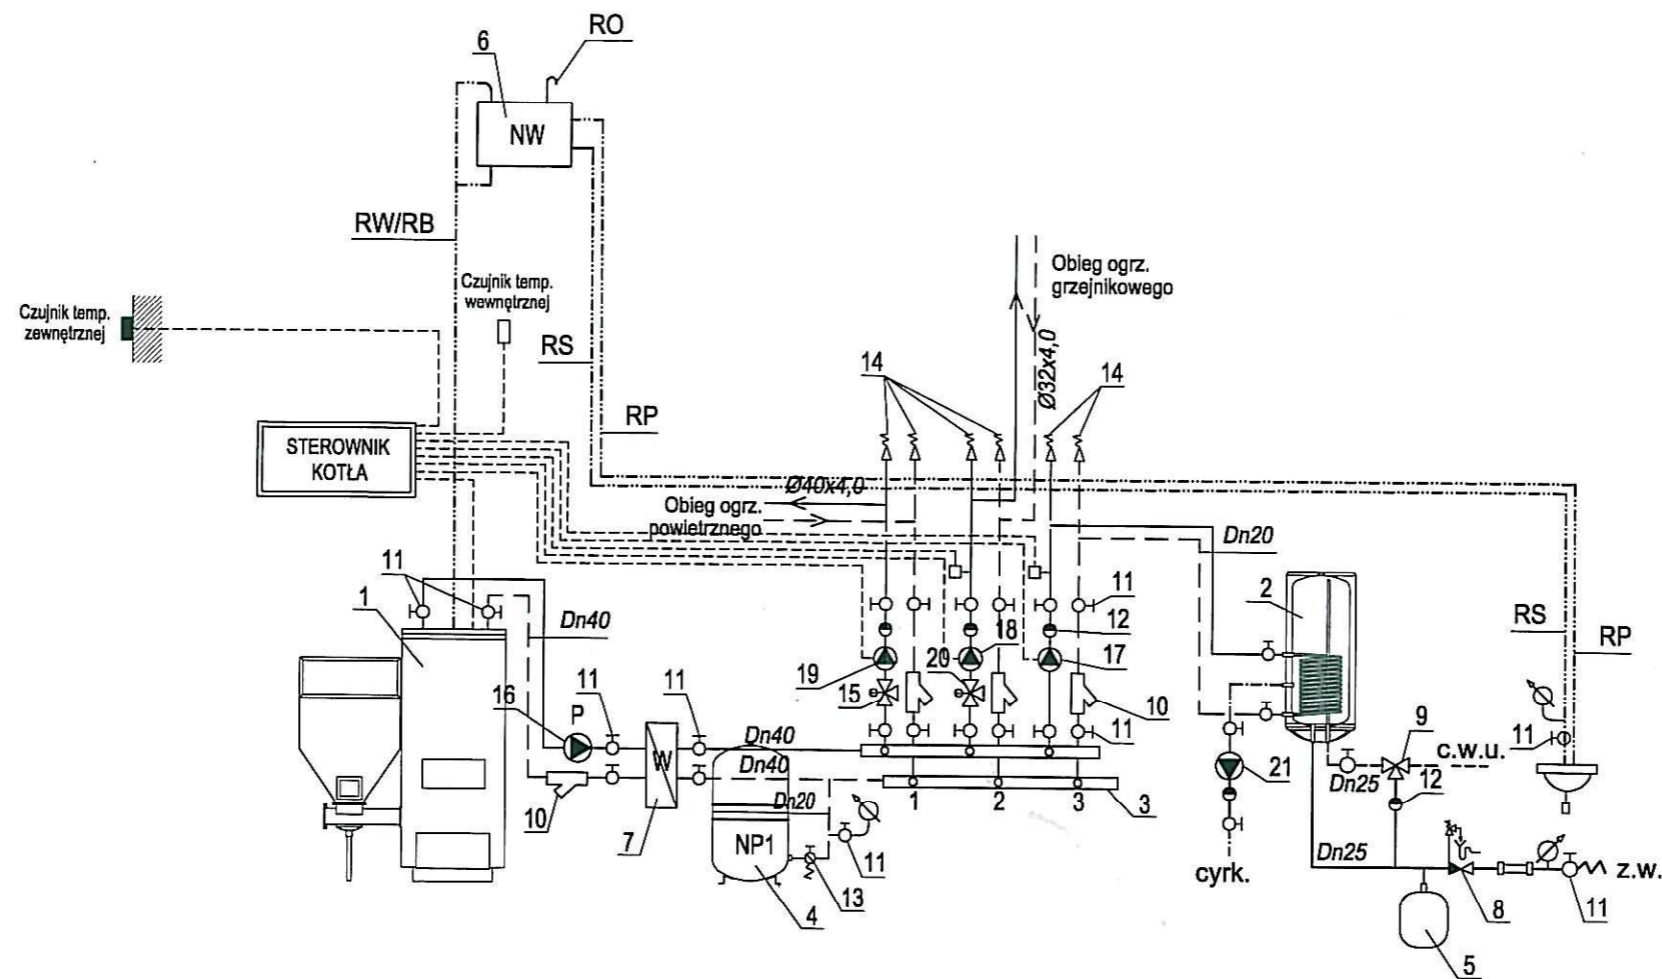 RO
6
NW
RW/RB
Czujnik temp.
wewnętrznej
Obieg ogrz.
grzejnikowego
Czujnik temp.
zewnętrznej
RS
Ø32x4,0
14
14
RP
STEROWNIK
KOTŁA
Ø40x4,0
Obieg ogrz.
powietrznego
Dn20
11
1
Dn40
11
12
2
RS
RP
18
19
20
17
16
P
11
11
15
10
9
11
W
Dn40
11
c.w.u.
Dn40
21
Dn25
12
Dn20
1
2
3
3
10
7
NP1
11
Dn25
cyrk.
z.w.
4
13
8
11
5